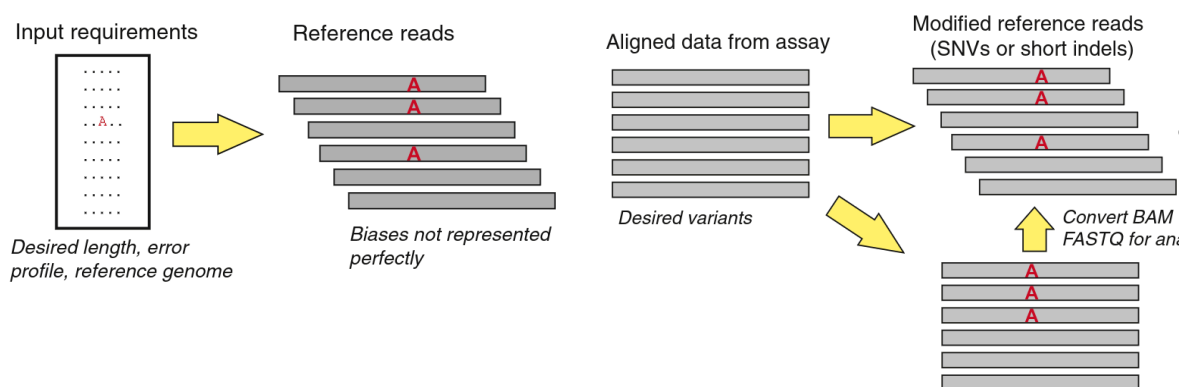 Input requirements
. . . . .
. . . . .
. . . . .
. . A . .
. . . . .
. . . . .
. . . . .
. . . . .
. . . . .
Desired length, error
profile, reference genome
Reference reads
A
A
A
Biases not represented
perfectly
Aligned data from assay
Desired variants
Modified reference reads
(SNVs or short indels)
A
A
A
Convert BAM
FASTQ for
A
A
A